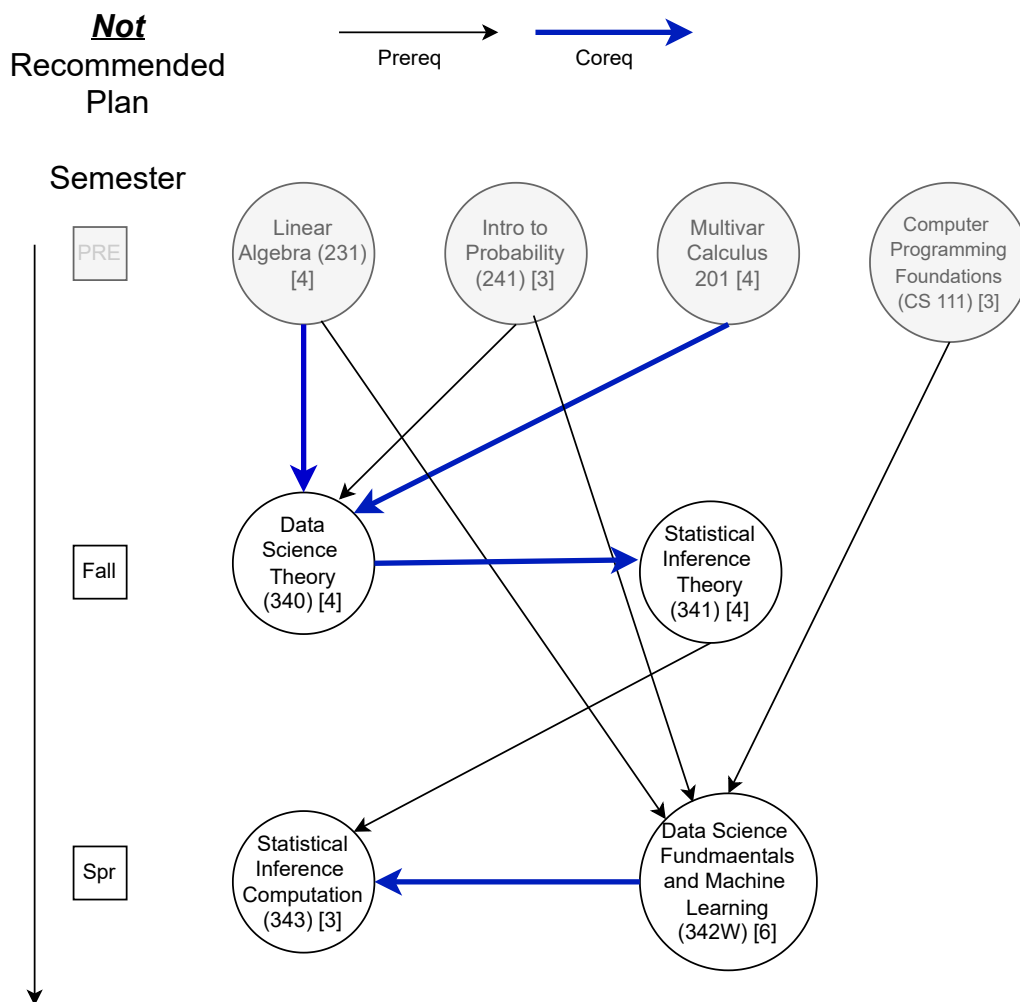 Not
Recommended
Plan
Prereq
Coreq
Semester
PRE
Linear
Algebra (231)
[4]
Intro to
Probability
(241) [3]
Multivar
Calculus
201 [4]
Computer
Programming
Foundations
(CS 111) [3]
Fall
Data
Science
Theory
(340) [4]
Statistical
Inference
Theory
(341) [4]
Spr
Statistical
Inference
Computation
(343) [3]
Data Science
Fundmaentals
and Machine
Learning
(342W) [6]